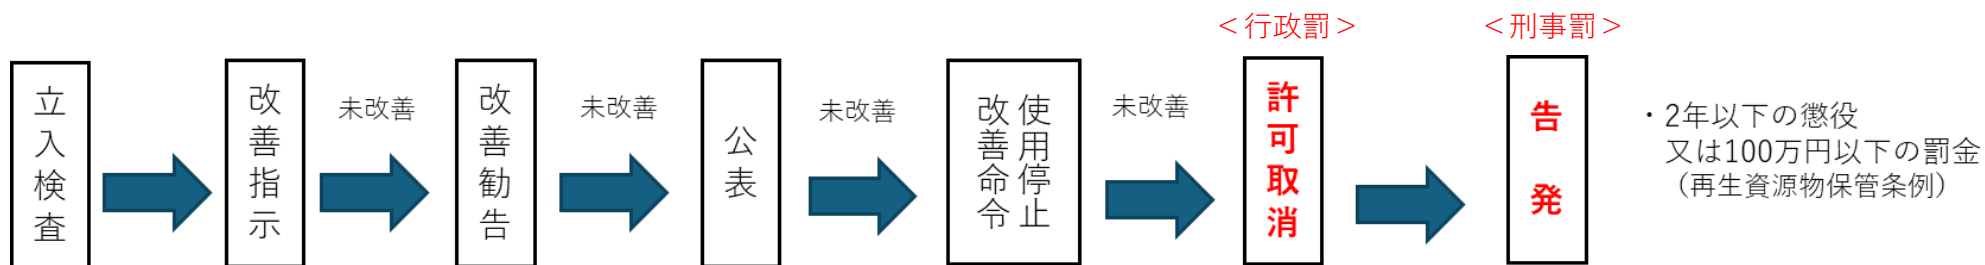 立入検査
改善指示
未改善
改善勧告
未改善
公表
未改善
使用停止
改善命令
未改善
＜行政罰＞
許可取消
＜刑事罰＞
告発
・2年以下の懲役
又は100万円以下の罰金
（再生資源物保管条例）